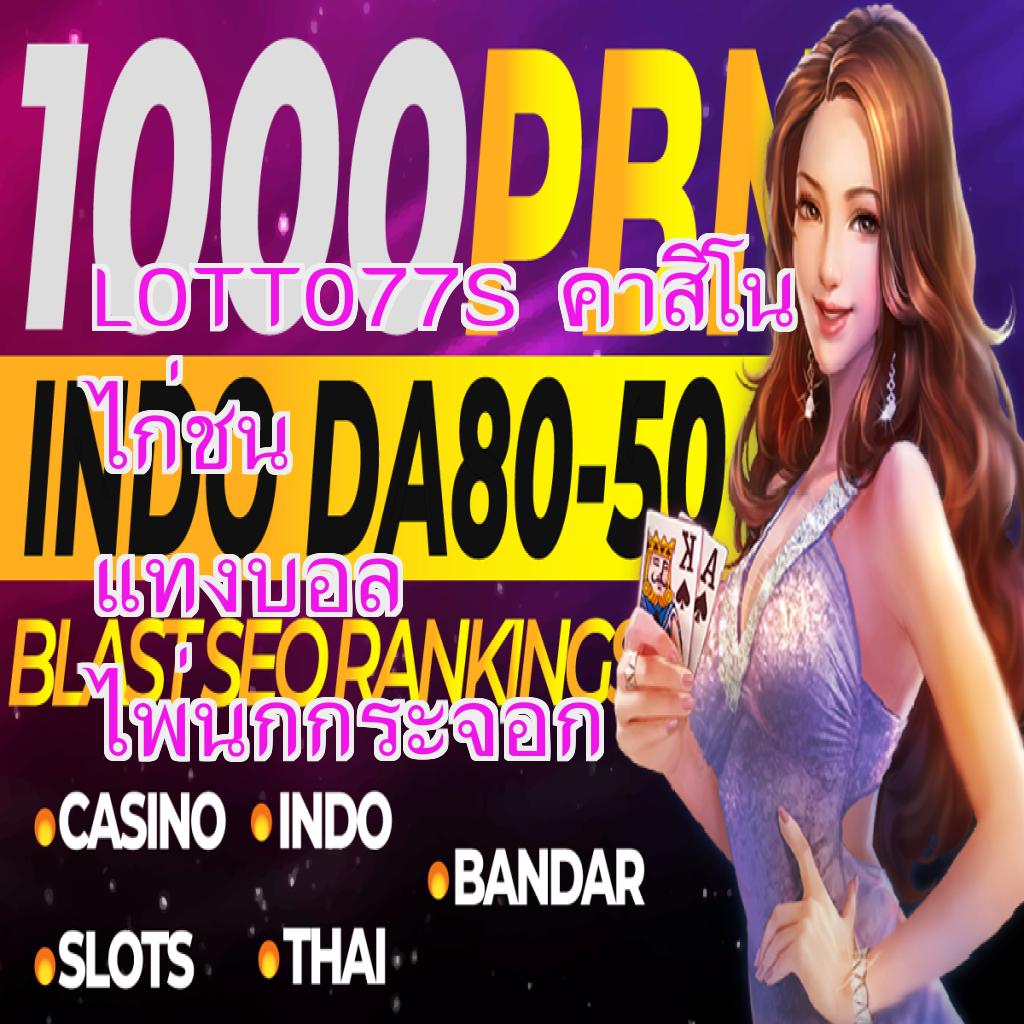 1000PBN
LOTTO77S คาสิโน
INDO DA80-50
ไก่ชน
แทงบอล
BLAST SEO RANKINGS
ไพ่นกกระจอก
CASINO
INDO
BANDAR
SLOTS
THAI
K
A